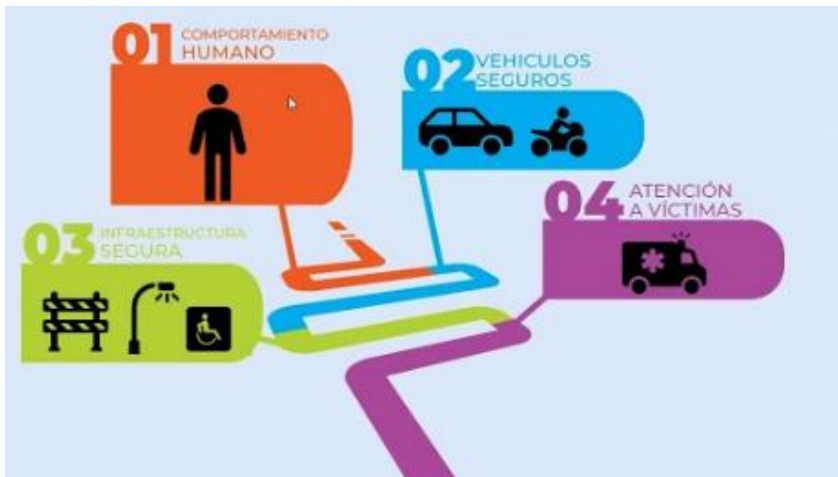 01 COMPORTAMIENTO
HUMANO
02 VEHICULOS
SEGUROS
03 INFRAESTRUCTURA
SEGURA
04 ATENCIÓN
A VÍCTIMAS